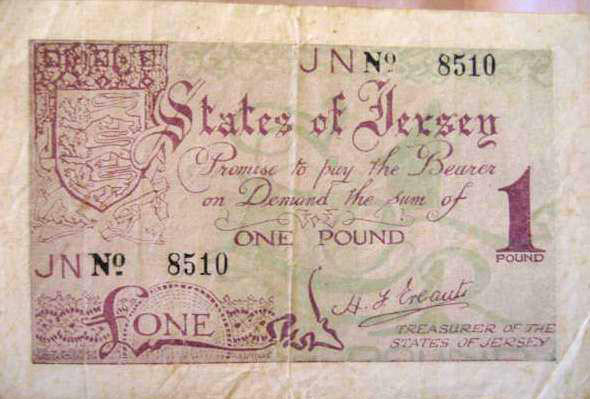 JN No 8510
States of Jersey
Promise to pay the Bearer
on Demand the sum of
ONE POUND
1
POUND
JN No 8510
£ONE
H. F. Ereaut
TREASURER OF THE
STATES OF JERSEY